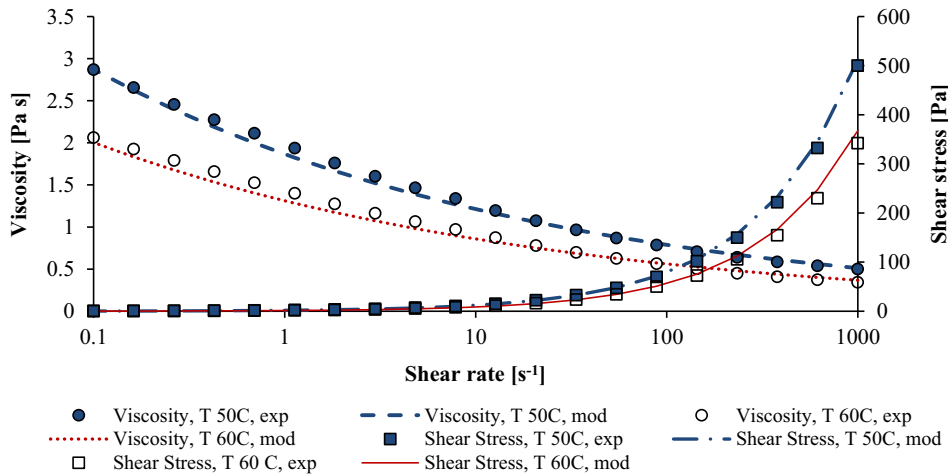 3.5
3
2.5
2
1.5
1
0.5
0
Viscosity [Pa s]
600
500
400
300
200
100
0
Shear stress [Pa]
0.1 1 10 100 1000
Shear rate [s⁻¹]
Viscosity, T 50C, exp Viscosity, T 50C, mod Viscosity, T 60C, exp
Viscosity, T 60C, mod Shear Stress, T 50C, exp Shear Stress, T 50C, mod
Shear Stress, T 60 C, exp Shear Stress, T 60C, mod